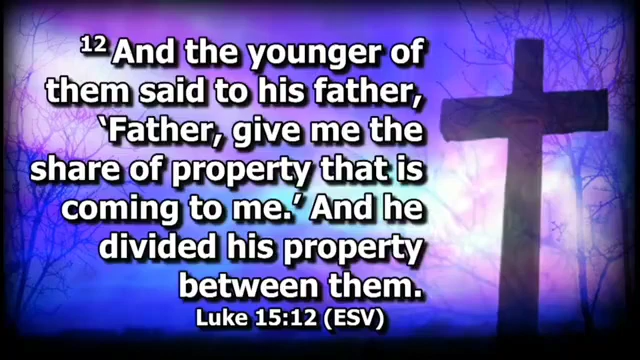 12 And the younger of
them said to his father,
‘Father, give me the
share of property that is
coming to me.’ And he
divided his property
between them.
Luke 15:12 (ESV)